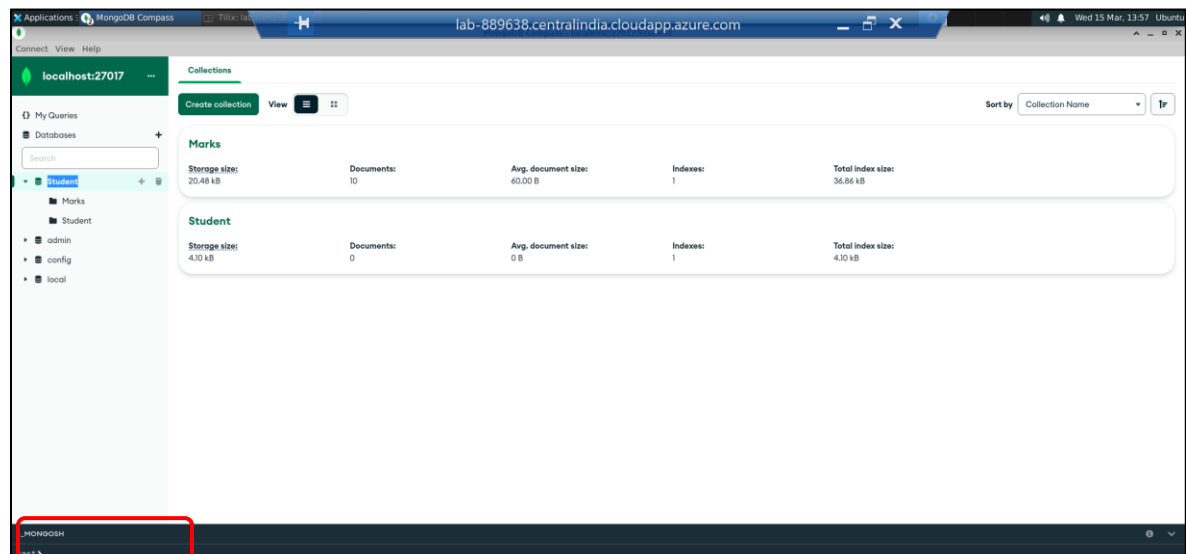 Applications MongoDB Compass Tilix: lab-889638.centralindia.cloudapp.azure.com Wed 15 Mar, 13:57 Ubuntu
Connect View Help
localhost:27017 ...
Collections
Create collection View
Sort by Collection Name
{} My Queries
Databases +
Search
Student +
Marks
Student
admin
config
local
Marks
Storage size: Documents: Avg. document size: Indexes: Total index size:
20.48 kB 10 60.00 B 1 36.86 kB
Student
Storage size: Documents: Avg. document size: Indexes: Total index size:
4.10 kB 0 0 B 1 4.10 kB
_MONGOSH